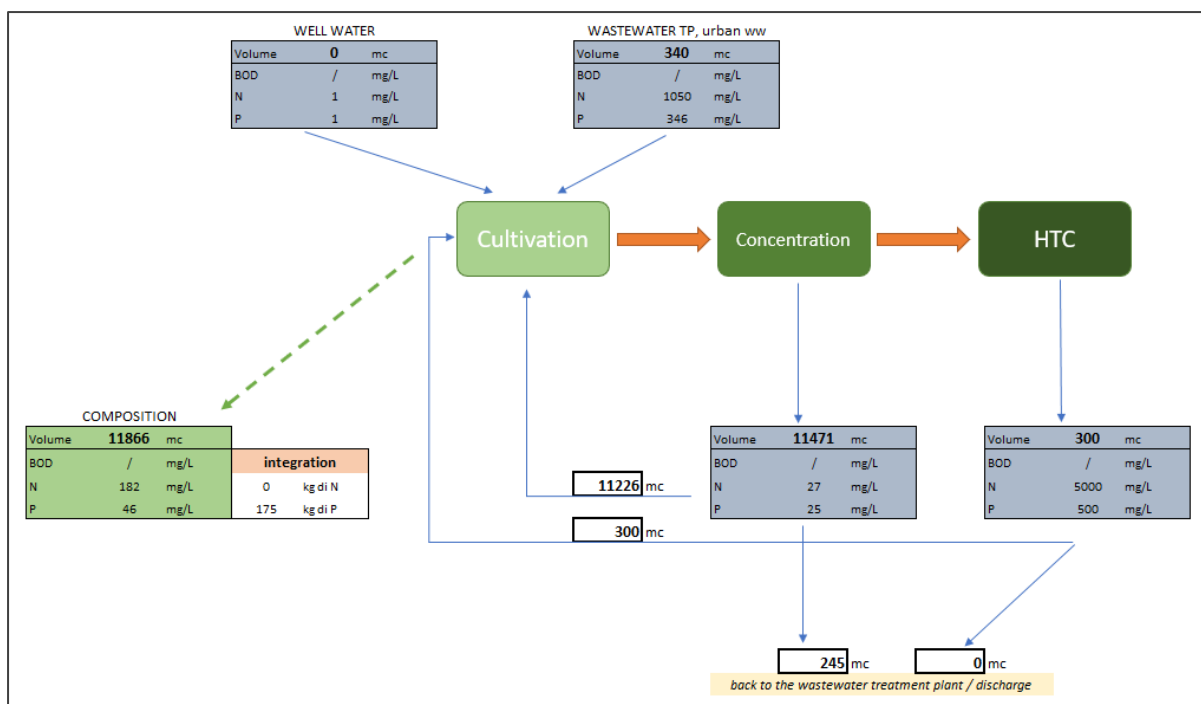 WELL WATER
Volume 0 mc
BOD / mg/L
N 1 mg/L
P 1 mg/L
WASTEWATER TP, urban ww
Volume 340 mc
BOD / mg/L
N 1050 mg/L
P 346 mg/L
Cultivation
Concentration
HTC
COMPOSITION
Volume 11866 mc
BOD / mg/L
N 182 mg/L
P 46 mg/L
integration
0 kg di N
175 kg di P
11226 mc
300 mc
Volume 11471 mc
BOD / mg/L
N 27 mg/L
P 25 mg/L
Volume 300 mc
BOD / mg/L
N 5000 mg/L
P 500 mg/L
245 mc
0 mc
back to the wastewater treatment plant / discharge